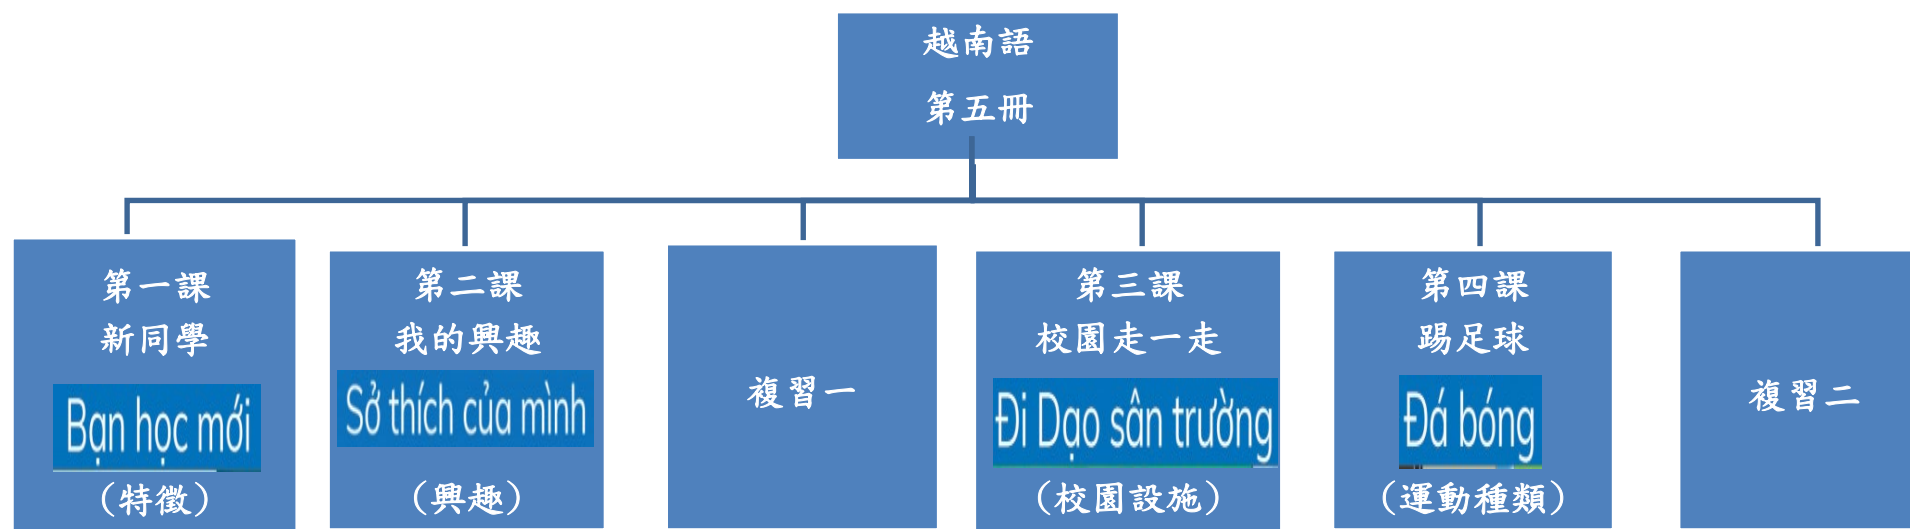 越南語
第五冊
第一課
新同學
Bạn học mới
（特徵）
第二課
我的興趣
Sở thích của mình
（興趣）
複習一
第三課
校園走一走
Đi Dạo sân trường
（校園設施）
第四課
踢足球
Đá bóng
（運動種類）
複習二